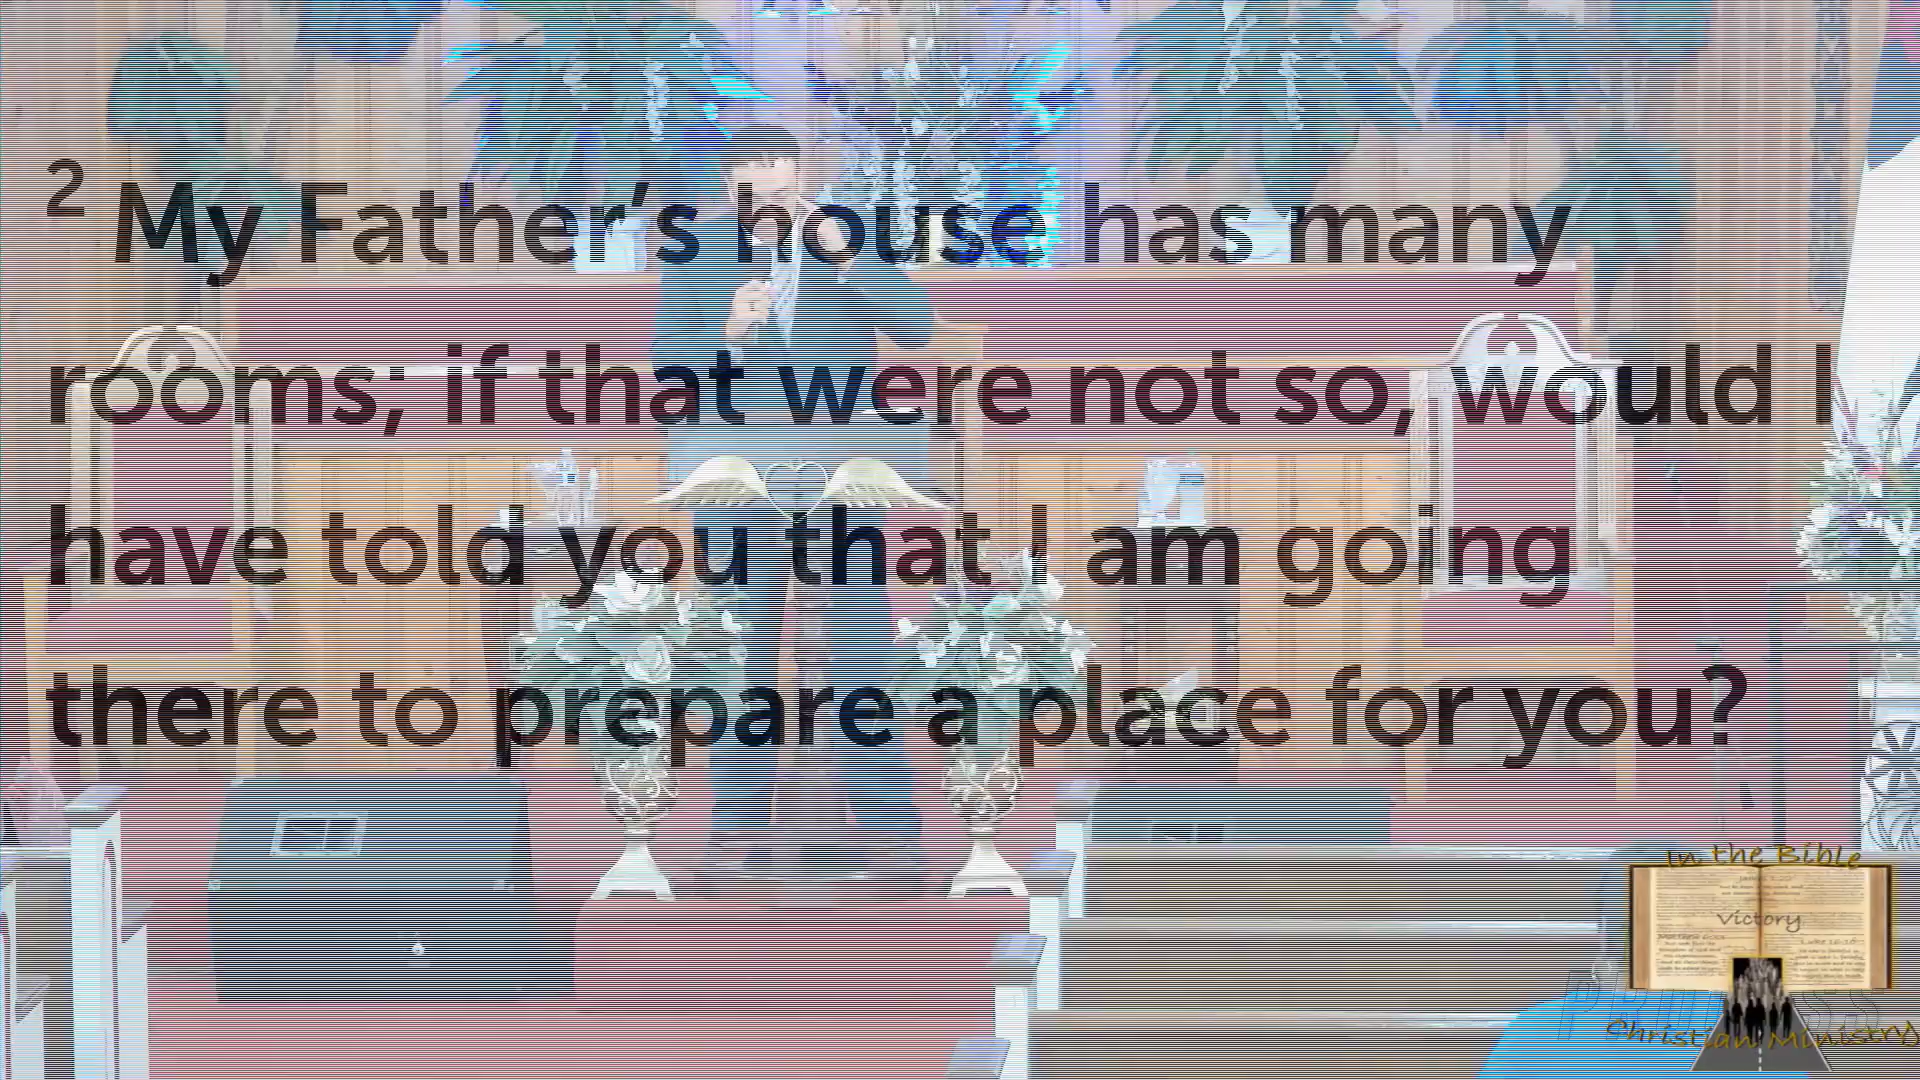 2 My Father’s house has many
rooms; if that were not so, would I
have told you that I am going
there to prepare a place for you?
In the Bible
Victory
Christian Ministry